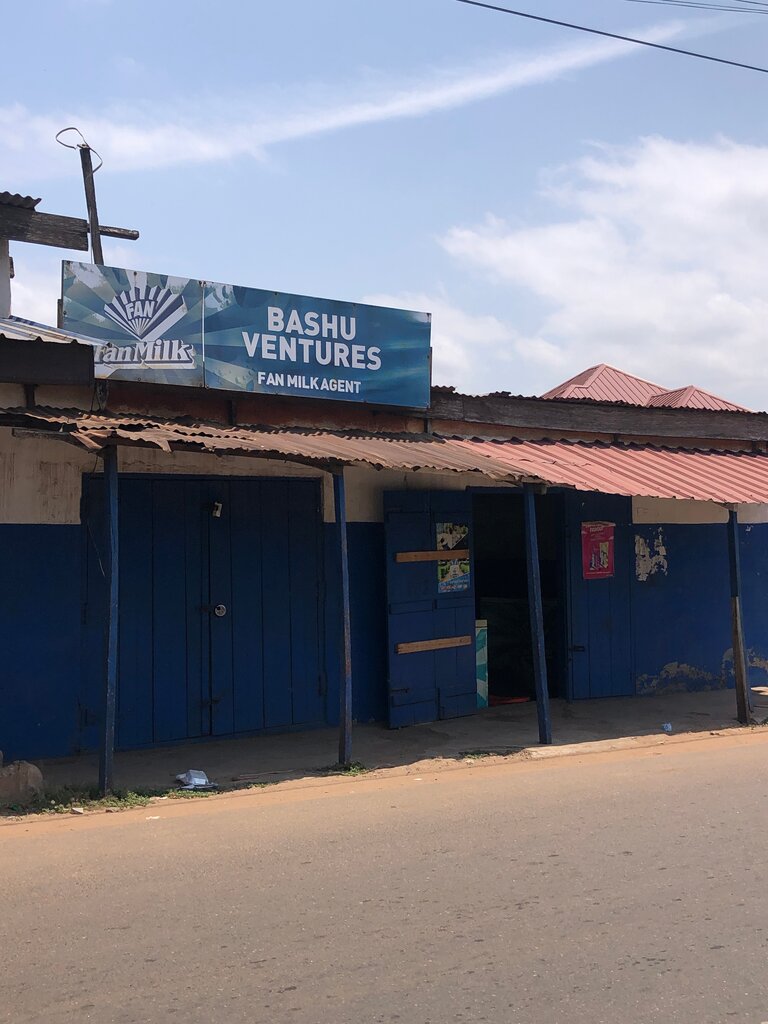 FAN
FanMilk
BASHU
VENTURES
FAN MILK AGENT